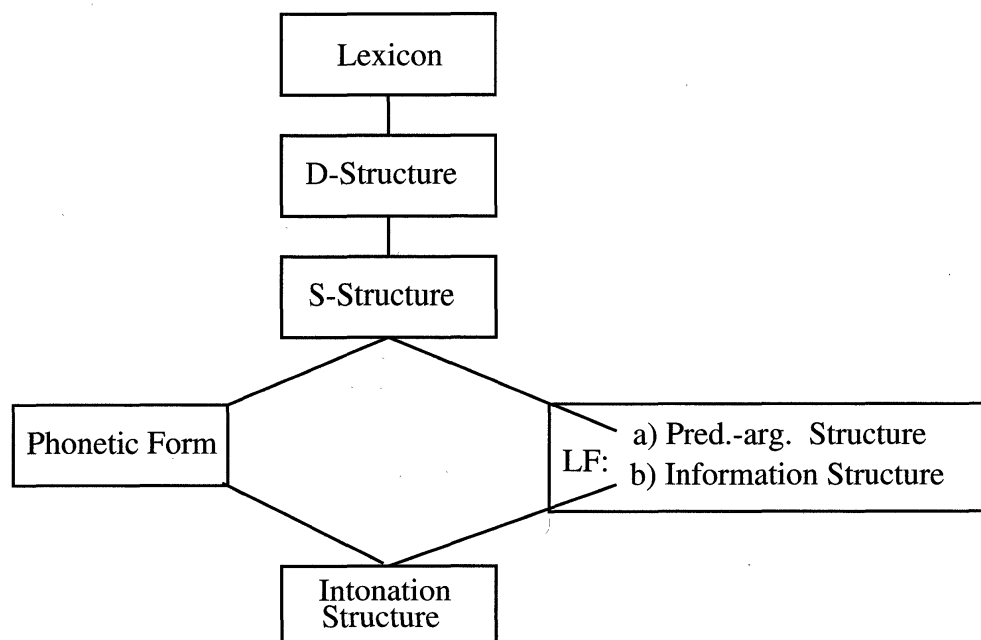 Lexicon
D-Structure
S-Structure
Phonetic Form
LF:
a) Pred.-arg. Structure
b) Information Structure
Intonation
Structure